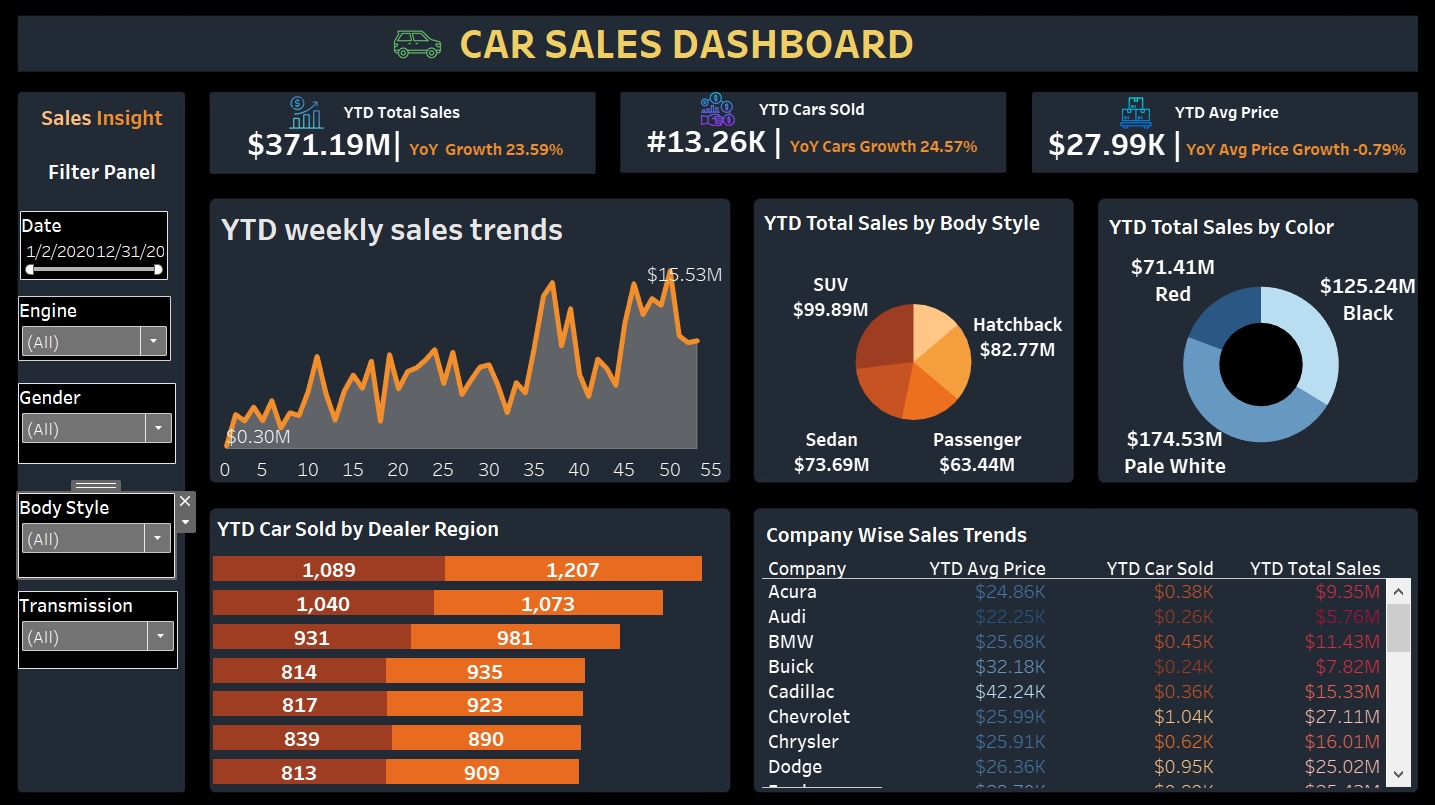 CAR SALES DASHBOARD
Sales Insight
Filter Panel
Date
1/2/202012/31/20
Engine
(All)
Gender
(All)
Body Style
(All)
Transmission
(All)
YTD Total Sales
$371.19M| YoY Growth 23.59%
YTD Cars SOld
#13.26K | YoY Cars Growth 24.57%
YTD Avg Price
$27.99K | YoY Avg Price Growth -0.79%
YTD weekly sales trends
$15.53M
$0.30M
0 5 10 15 20 25 30 35 40 45 50 55
YTD Total Sales by Body Style
SUV
$99.89M
Hatchback
$82.77M
Sedan
$73.69M
Passenger
$63.44M
YTD Total Sales by Color
$71.41M
Red
$125.24M
Black
$174.53M
Pale White
YTD Car Sold by Dealer Region
1,089 1,207
1,040 1,073
931 981
814 935
817 923
839 890
813 909
Company Wise Sales Trends
Company YTD Avg Price YTD Car Sold YTD Total Sales
Acura $24.86K $0.38K $9.35M
Audi $22.25K $0.26K $5.76M
BMW $25.68K $0.45K $11.43M
Buick $32.18K $0.24K $7.82M
Cadillac $42.24K $0.36K $15.33M
Chevrolet $25.99K $1.04K $27.11M
Chrysler $25.91K $0.62K $16.01M
Dodge $26.36K $0.95K $25.02M